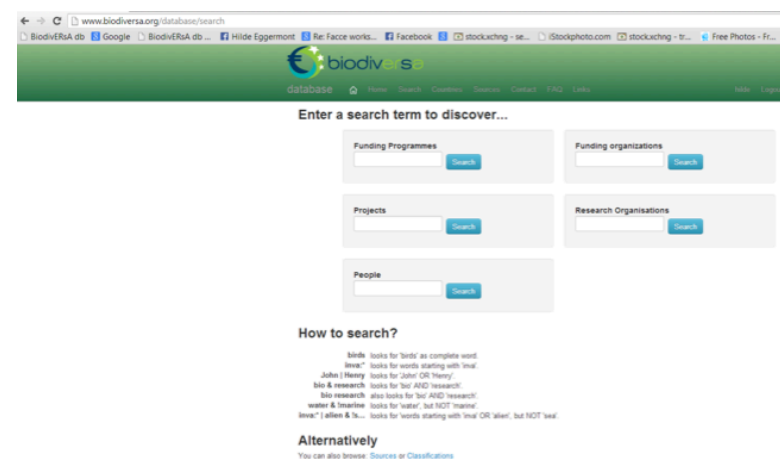 www.biodiversa.org/database/search
BiodivERsA db Google BiodivERsA db ... Hilde Eggermont Re: Facce works... Facebook stock.xchng - se... iStockphoto.com stock.xchng - tr... Free Photos - Fr...
biodiversa
database Home Search Countries Sources Contact FAQ Links hilde
Enter a search term to discover...
Funding Programmes Funding organizations
Search Search
Projects Research Organisations
Search Search
People
Search
How to search?
birds looks for 'birds' as complete word.
inva:* looks for words starting with 'inva'.
John | Henry looks for 'John' OR 'Henry'.
bio & research looks for 'bio' AND 'research'.
bio research also looks for 'bio' AND 'research'.
water & !marine looks for 'water', but NOT 'marine'.
inva:* | alien & !s... looks for 'words starting with 'inva' OR 'alien', but NOT 'sea'.
Alternatively
You can also browse: Sources or Classifications